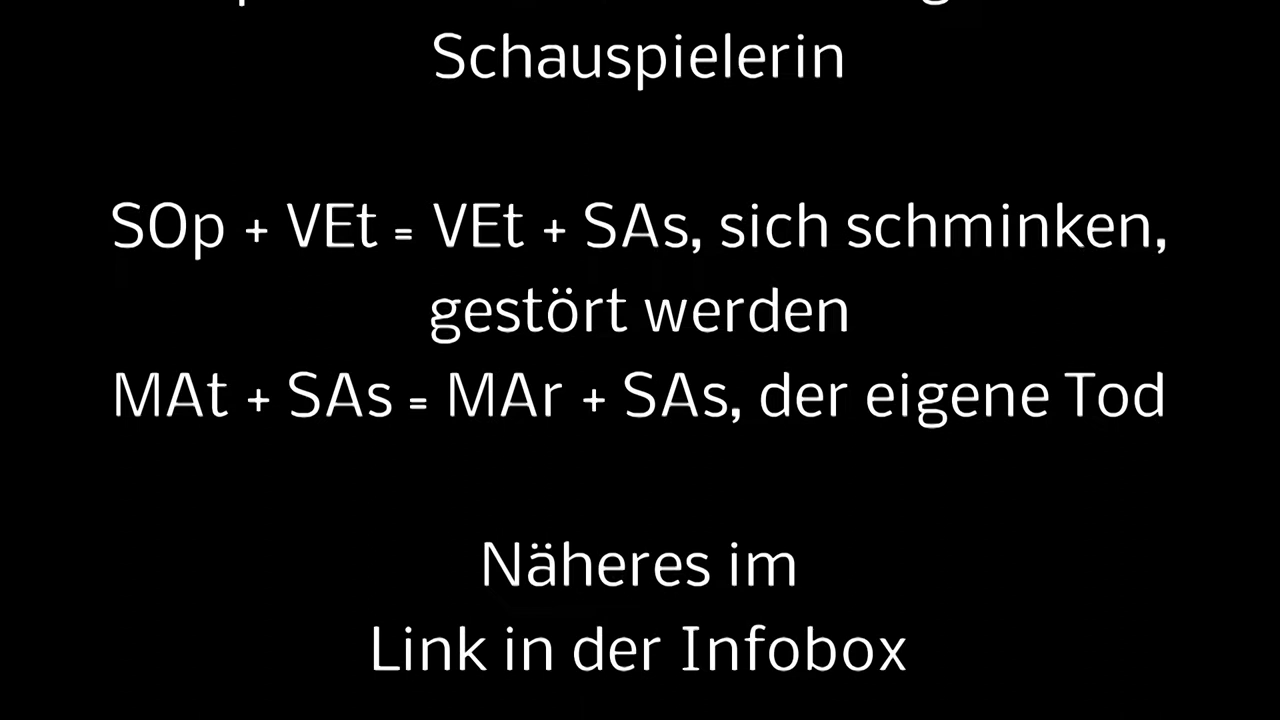 Schauspielerin
SOp + VEt = VEt + SAs, sich schminken,
gestört werden
MAt + SAs = MAr + SAs, der eigene Tod
Näheres im
Link in der Infobox